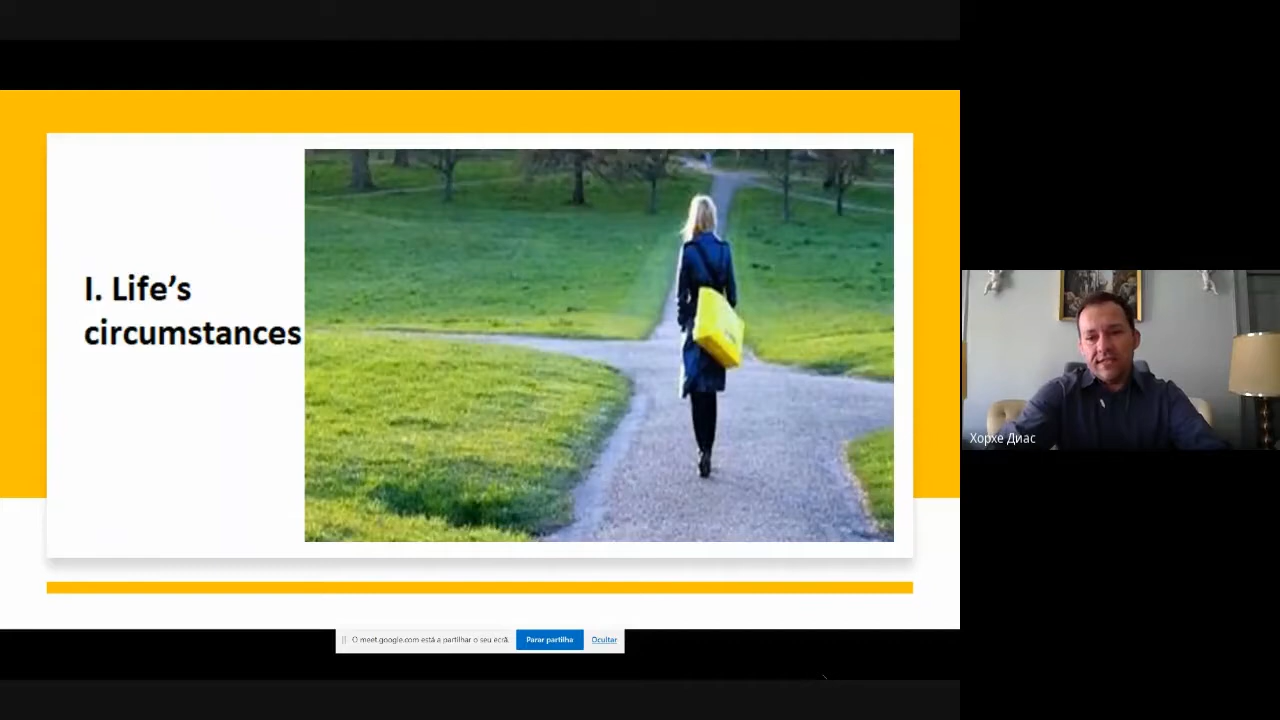 I. Life’s
circumstances
Хорхе Диас
O meet.google.com está a partilhar o seu ecrã.
Parar partilha
Ocultar